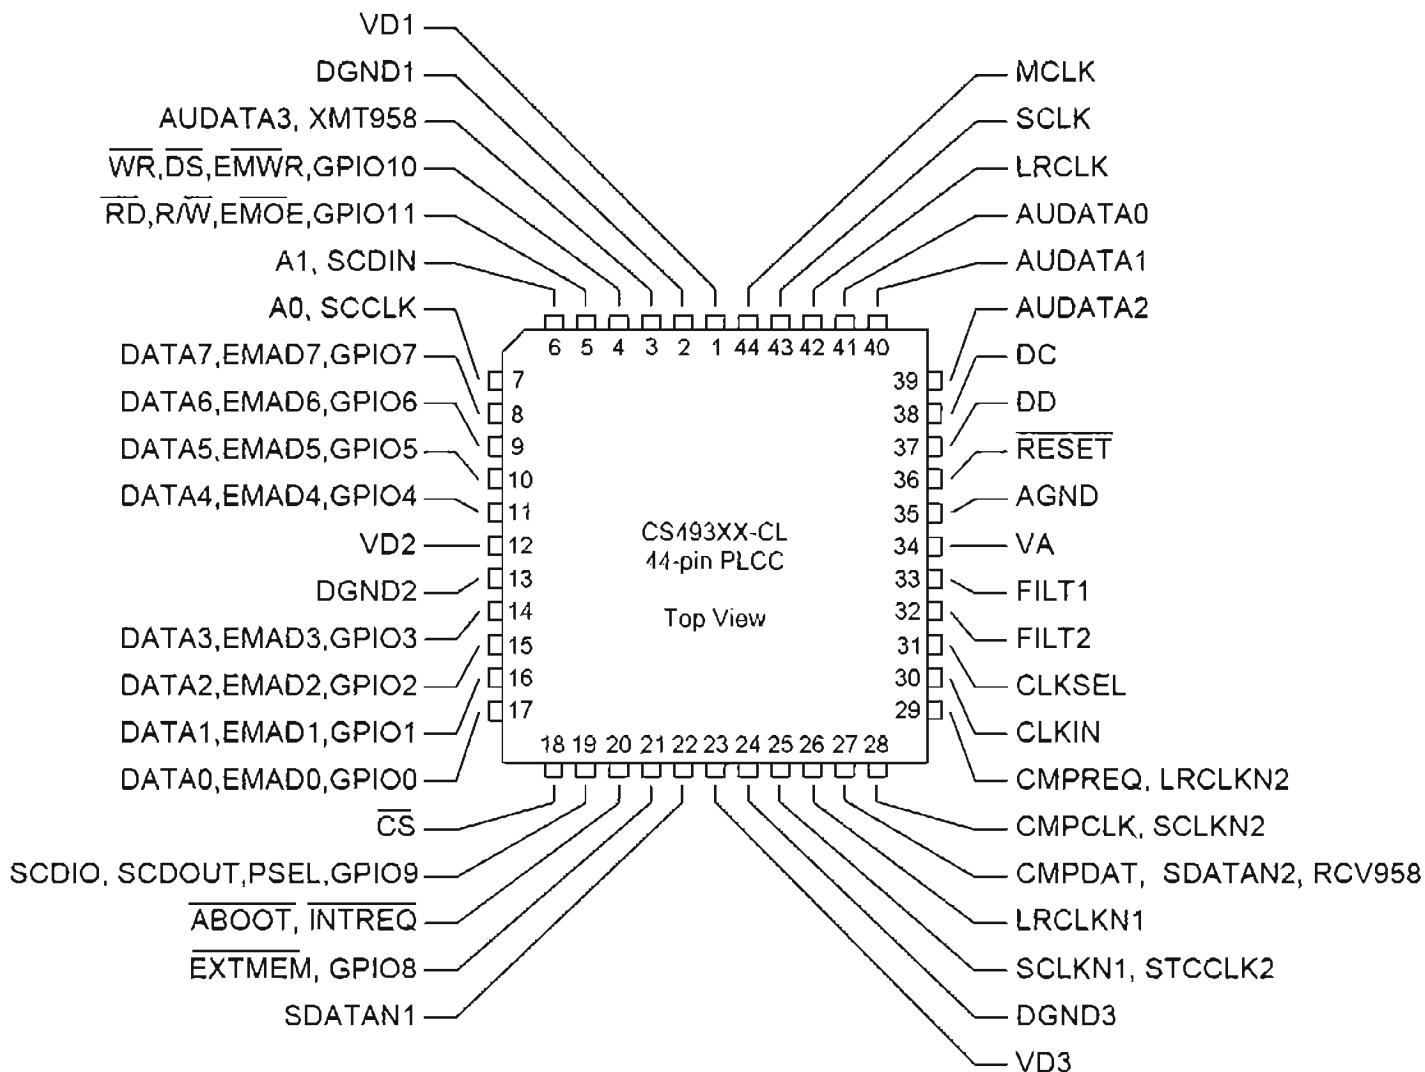 VD1
DGND1
AUDATA3, XMT958
WR,DS,EMWR,GPIO10
RD,R/W,EMOE,GPIO11
A1, SCDIN
A0, SCCLK
DATA7,EMAD7,GPIO7
DATA6,EMAD6,GPIO6
DATA5,EMAD5,GPIO5
DATA4,EMAD4,GPIO4
VD2
DGND2
DATA3,EMAD3,GPIO3
DATA2,EMAD2,GPIO2
DATA1,EMAD1,GPIO1
DATA0,EMAD0,GPIO0
CS
SCDIO, SCDOUT,PSEL,GPIO9
ABOOT, INTREQ
EXTMEM, GPIO8
SDATAN1
6 5 4 3 2 1 44 43 42 41 40
7
8
9
10
11
12
13
14
15
16
17
CS493XX-CL
44-pin PLCC
Top View
39
38
37
36
35
34
33
32
31
30
29
18 19 20 21 22 23 24 25 26 27 28
MCLK
SCLK
LRCLK
AUDATA0
AUDATA1
AUDATA2
DC
DD
RESET
AGND
VA
FILT1
FILT2
CLKSEL
CLKIN
CMPREQ, LRCLKN2
CMPCLK, SCLKN2
CMPDAT, SDATAN2, RCV958
LRCLKN1
SCLKN1, STCCLK2
DGND3
VD3